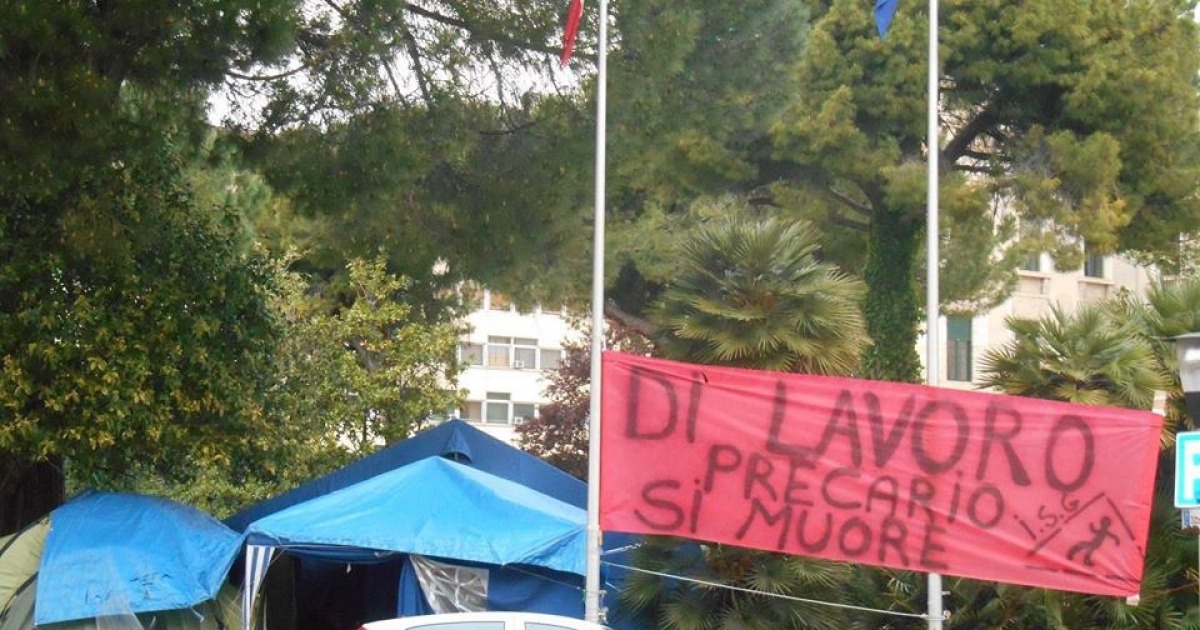 DI LAVORO
PRECARIO
SI MUORE
I.S.G
P